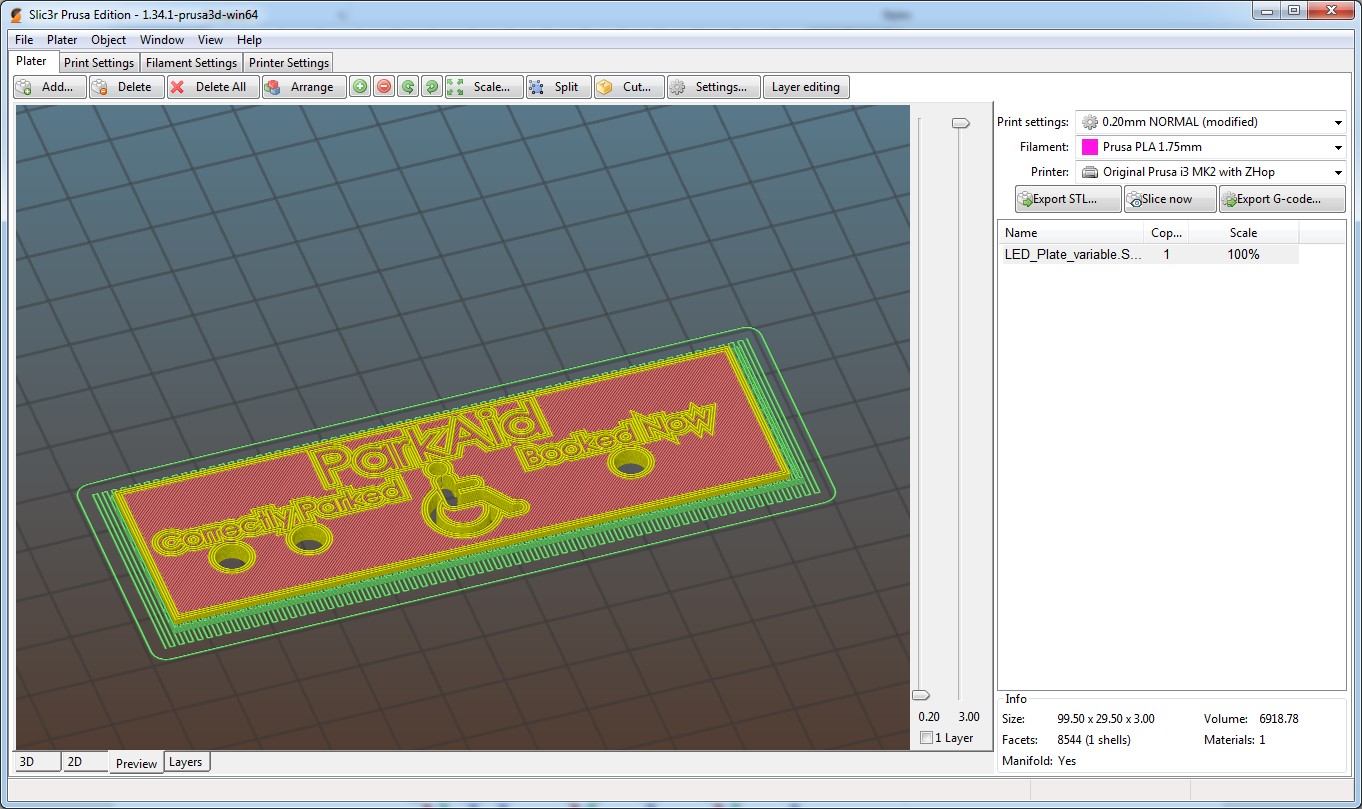 Slic3r Prusa Edition - 1.34.1-prusa3d-win64
File Plater Object Window View Help
Plater Print Settings Filament Settings Printer Settings
Add... Delete Delete All Arrange Scale... Split Cut... Settings... Layer editing
Print settings: 0.20mm NORMAL (modified)
Filament: Prusa PLA 1.75mm
Printer: Original Prusa i3 MK2 with ZHop
Export STL... Slice now Export G-code...
Name Cop... Scale
LED_Plate_variable.S... 1 100%
ParkAid
Booked Now
Correctly Parked
0.20 3.00
1 Layer
Info
Size: 99.50 x 29.50 x 3.00 Volume: 6918.78
Facets: 8544 (1 shells) Materials: 1
Manifold: Yes
3D 2D Preview Layers